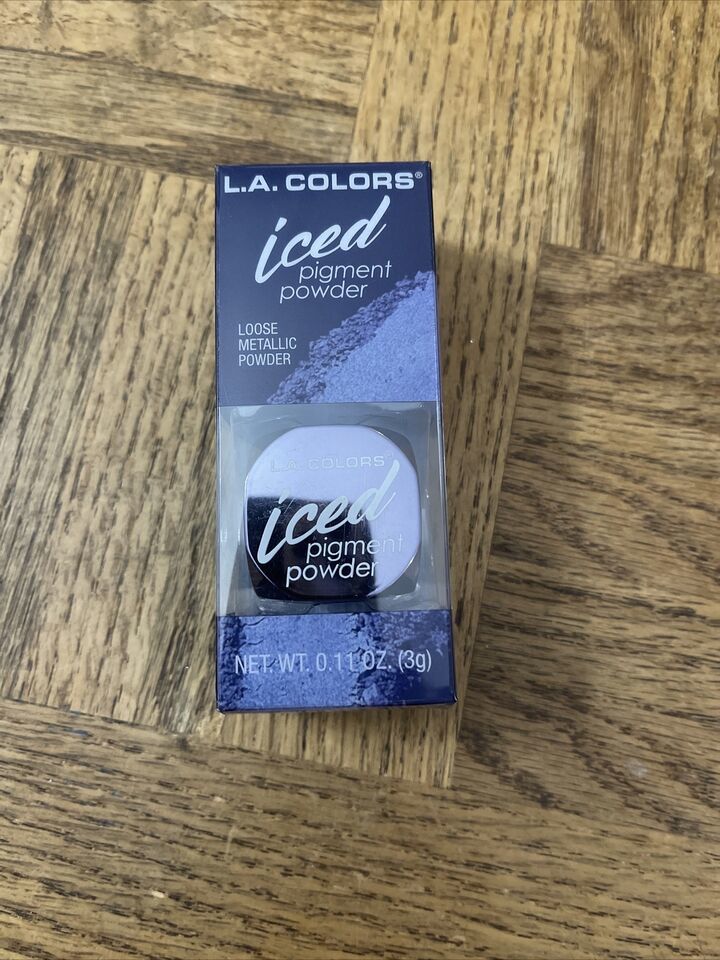 L.A. COLORS®
iced
pigment
powder
LOOSE
METALLIC
POWDER
L.A. COLORS®
iced
pigment
powder
NET. WT. 0.11 OZ. (3g)